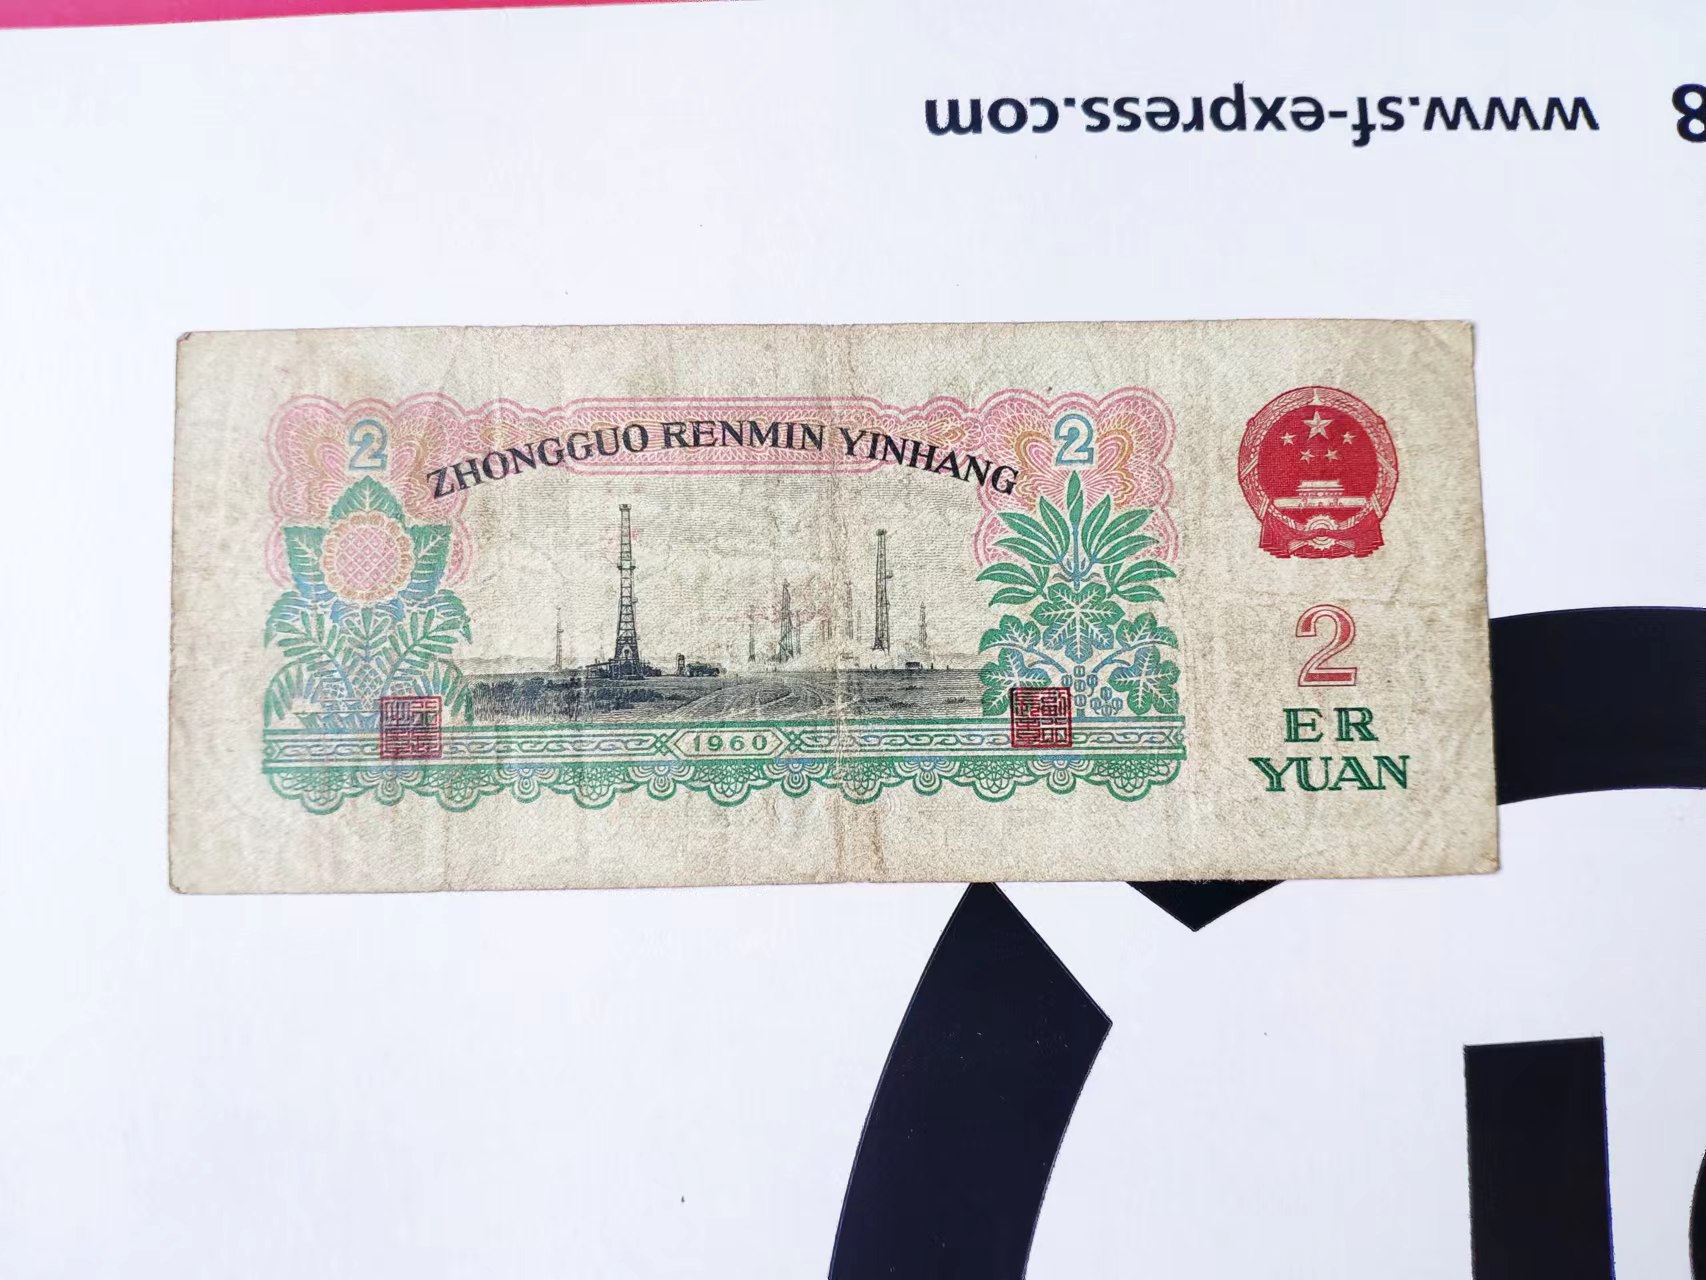 www.sf-express.com 8
2 ZHONGGUO RENMIN YINHANG 2
2
1960
ER
YUAN